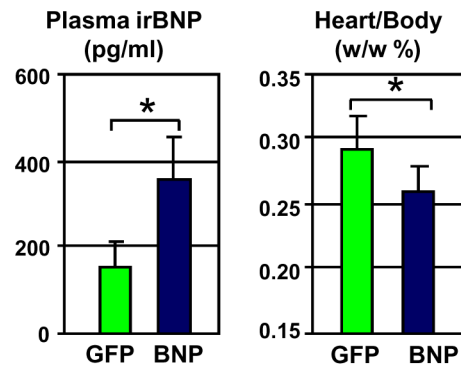 Plasma irBNP
(pg/ml)
600
400
200
0
*
GFP BNP
Heart/Body
(w/w %)
0.35
0.30
0.25
0.20
0.15
*
GFP BNP